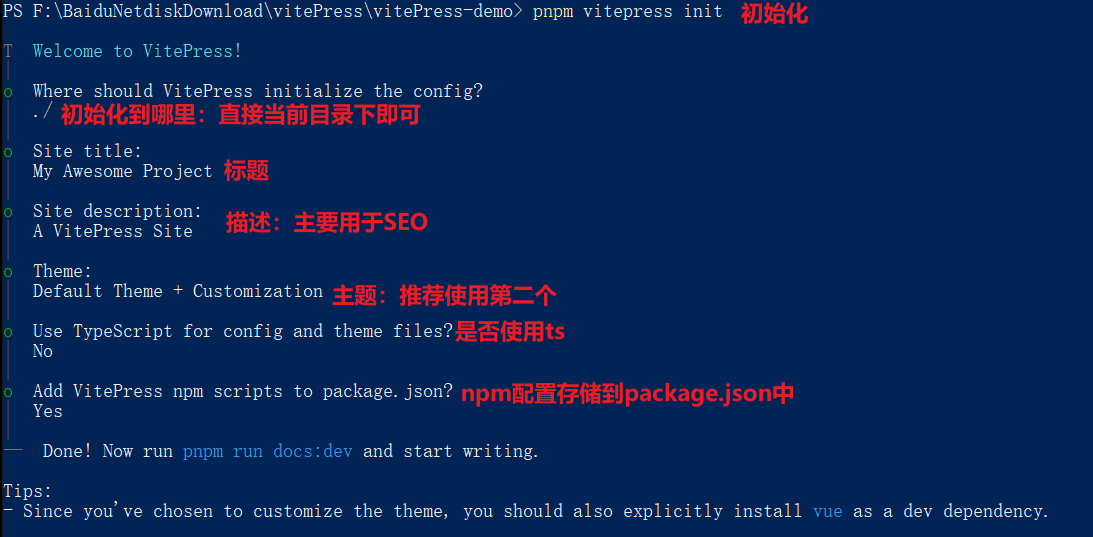 PS F:\BaiduNetdiskDownload\vitePress\vitePress-demo> pnpm vitepress init 初始化
T Welcome to VitePress!
o Where should VitePress initialize the config?
./ 初始化到哪里：直接当前目录下即可
o Site title:
My Awesome Project 标题
o Site description:
A VitePress Site 描述：主要用于SEO
o Theme:
Default Theme + Customization 主题：推荐使用第二个
o Use TypeScript for config and theme files?是否使用ts
No
o Add VitePress npm scripts to package.json? npm配置存储到package.json中
Yes
— Done! Now run pnpm run docs:dev and start writing.
Tips:
- Since you've chosen to customize the theme, you should also explicitly install vue as a dev dependency.